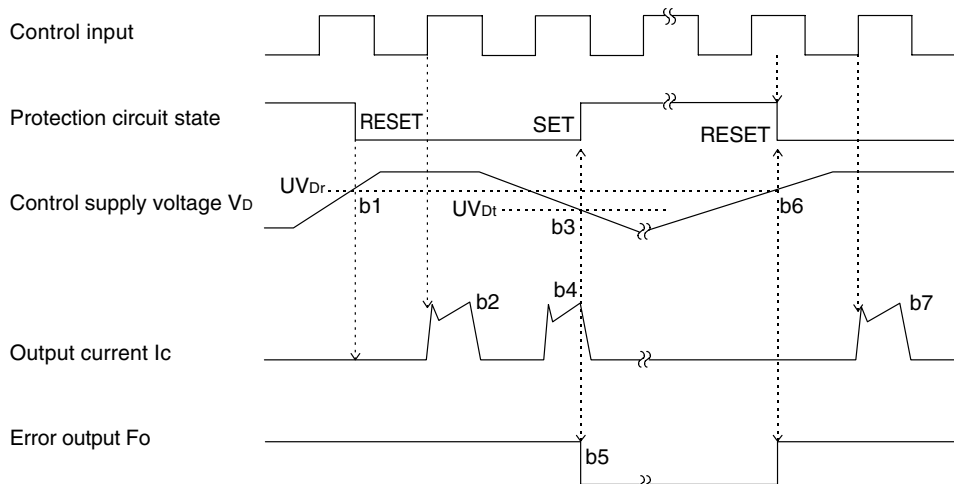 Control input
Protection circuit state
RESET
SET
RESET
UVDr
Control supply voltage VD
b1
UVDt
b3
b6
b2
b4
b7
Output current Ic
Error output Fo
b5